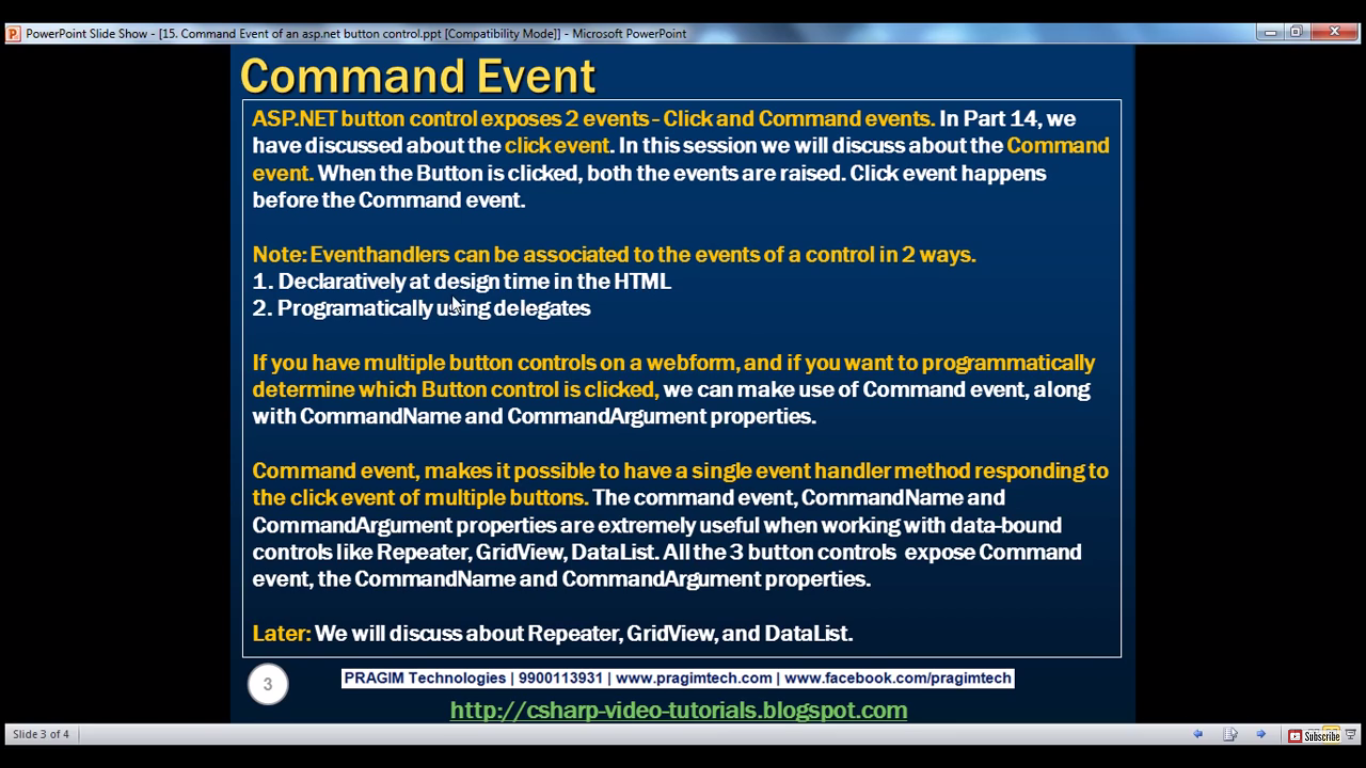 PowerPoint Slide Show - [15. Command Event of an asp.net button control.ppt [Compatibility Mode]] - Microsoft PowerPoint
Command Event
ASP.NET button control exposes 2 events - Click and Command events. In Part 14, we
have discussed about the click event. In this session we will discuss about the Command
event. When the Button is clicked, both the events are raised. Click event happens
before the Command event.
Note: Eventhandlers can be associated to the events of a control in 2 ways.
1. Declaratively at design time in the HTML
2. Programatically using delegates
If you have multiple button controls on a webform, and if you want to programmatically
determine which Button control is clicked, we can make use of Command event, along
with CommandName and CommandArgument properties.
Command event, makes it possible to have a single event handler method responding to
the click event of multiple buttons. The command event, CommandName and
CommandArgument properties are extremely useful when working with data-bound
controls like Repeater, GridView, DataList. All the 3 button controls expose Command
event, the CommandName and CommandArgument properties.
Later: We will discuss about Repeater, GridView, and DataList.
3
PRAGIM Technologies | 9900113931 | www.pragimtech.com | www.facebook.com/pragimtech
http://csharp-video-tutorials.blogspot.com
Slide 3 of 4
Subscribe